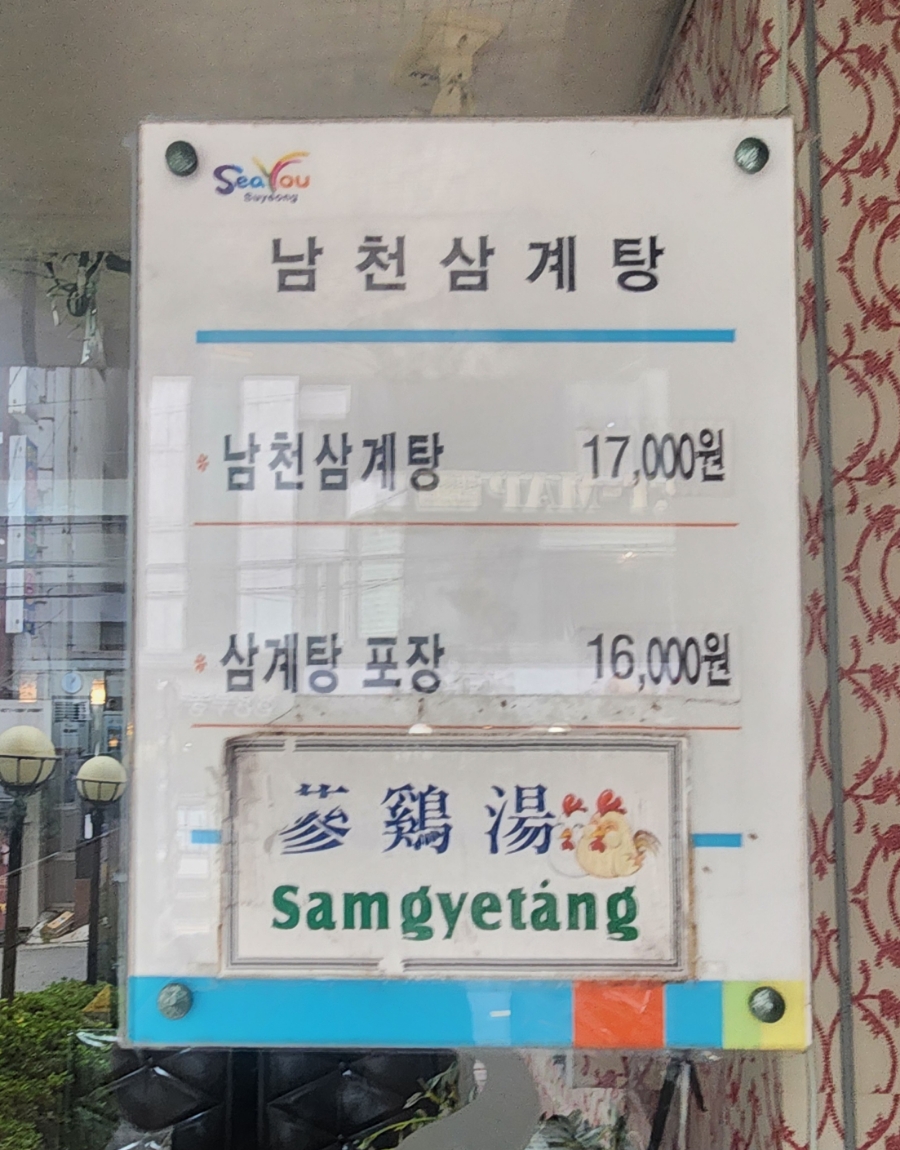 SeaYou
Suyeong
남천삼계탕
남천삼계탕 17,000원
삼계탕 포장 16,000원
蔘鷄湯
Samgyetáng